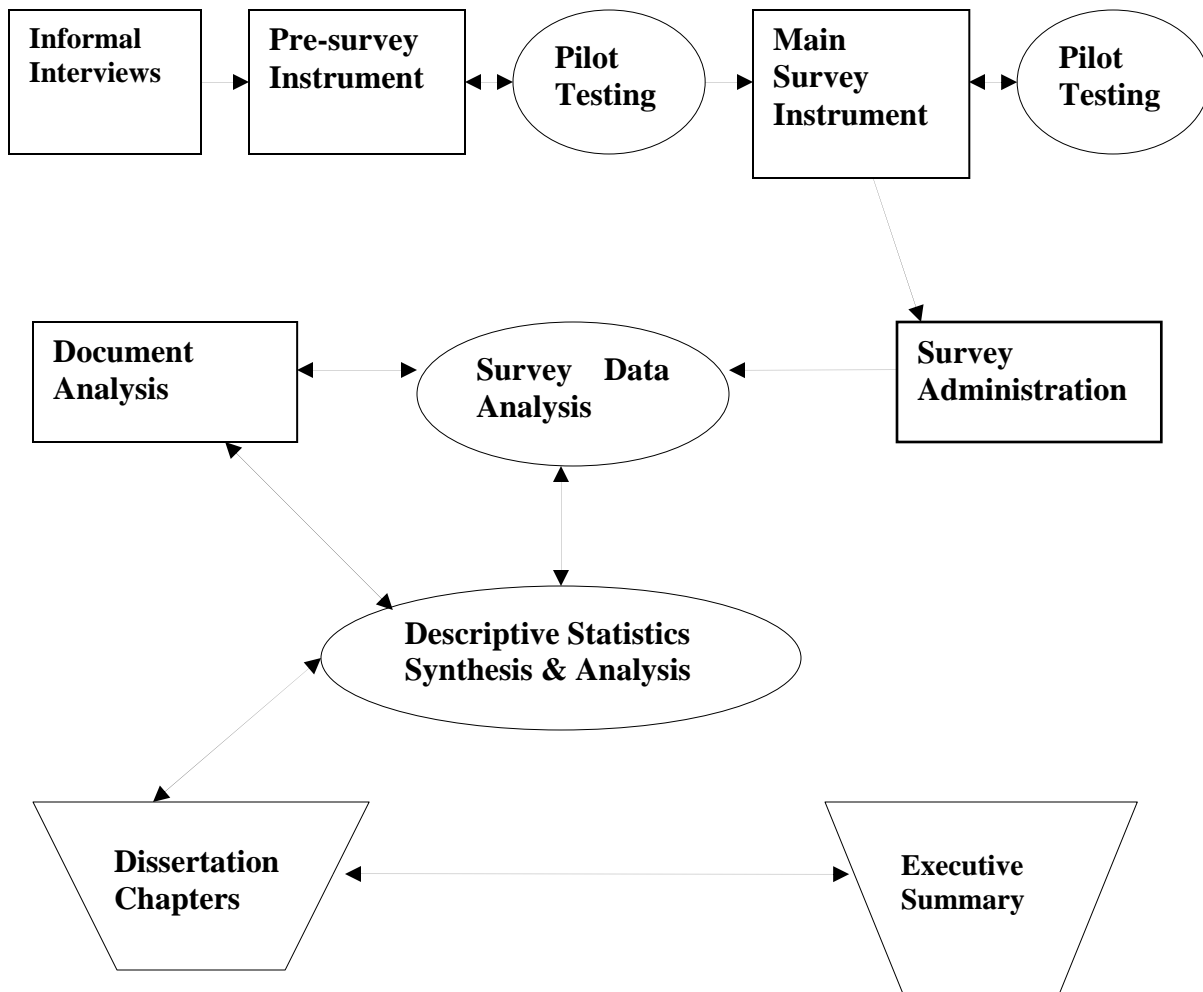 Informal
Interviews
Pre-survey
Instrument
Pilot
Testing
Main
Survey
Instrument
Pilot
Testing
Document
Analysis
Survey Data
Analysis
Survey
Administration
Descriptive Statistics
Synthesis & Analysis
Dissertation
Chapters
Executive
Summary